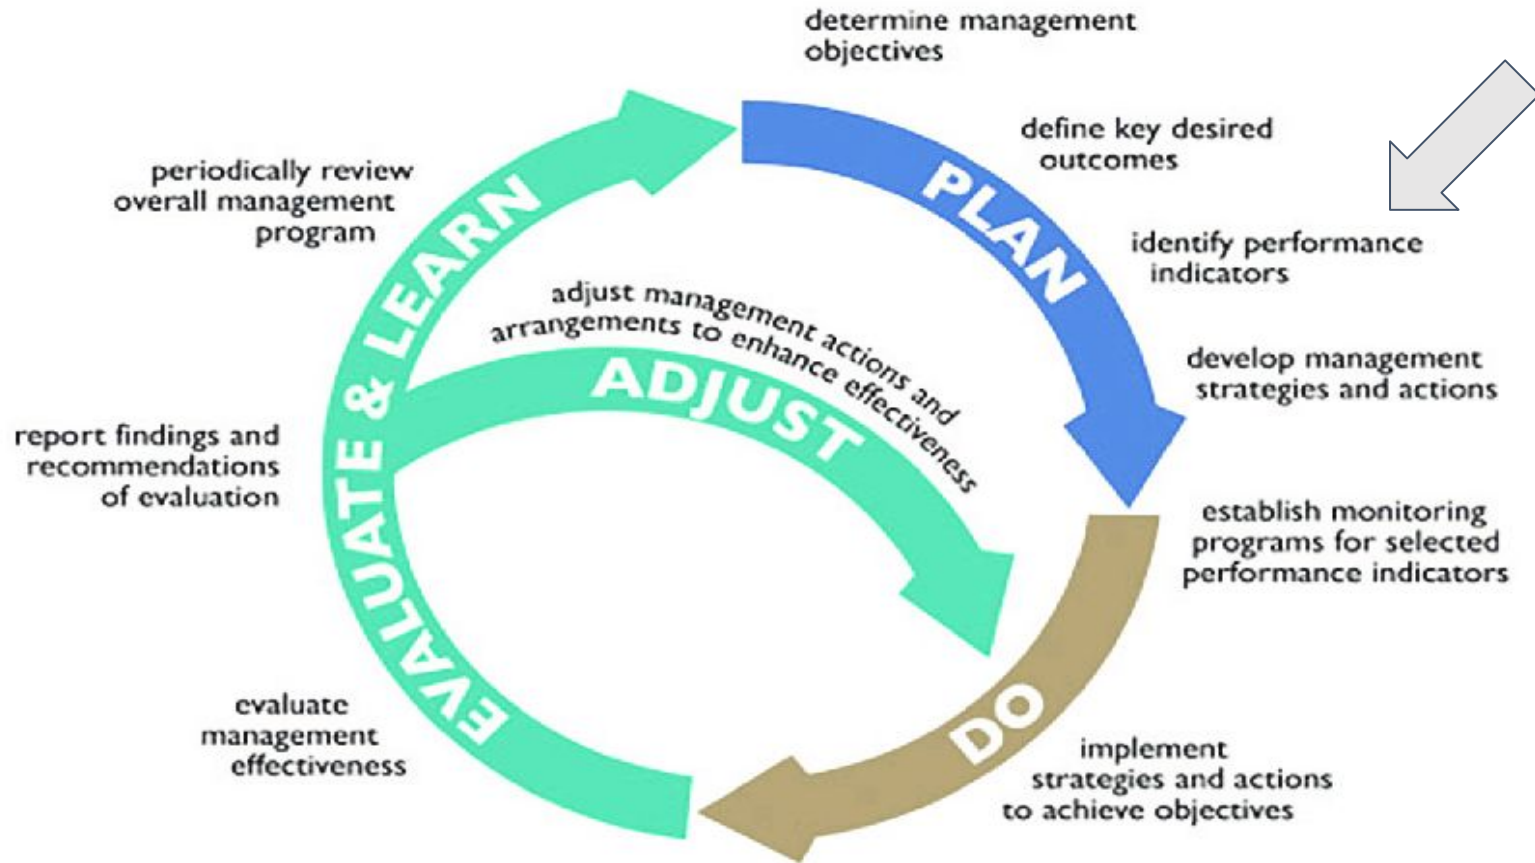 determine management
objectives
define key desired
outcomes
PLAN
identify performance
indicators
develop management
strategies and actions
establish monitoring
programs for selected
performance indicators
DO
implement
strategies and actions
to achieve objectives
evaluate
management
effectiveness
EVALUATE & LEARN
report findings and
recommendations
of evaluation
periodically review
overall management
program
adjust management actions and
arrangements to enhance effectiveness
ADJUST